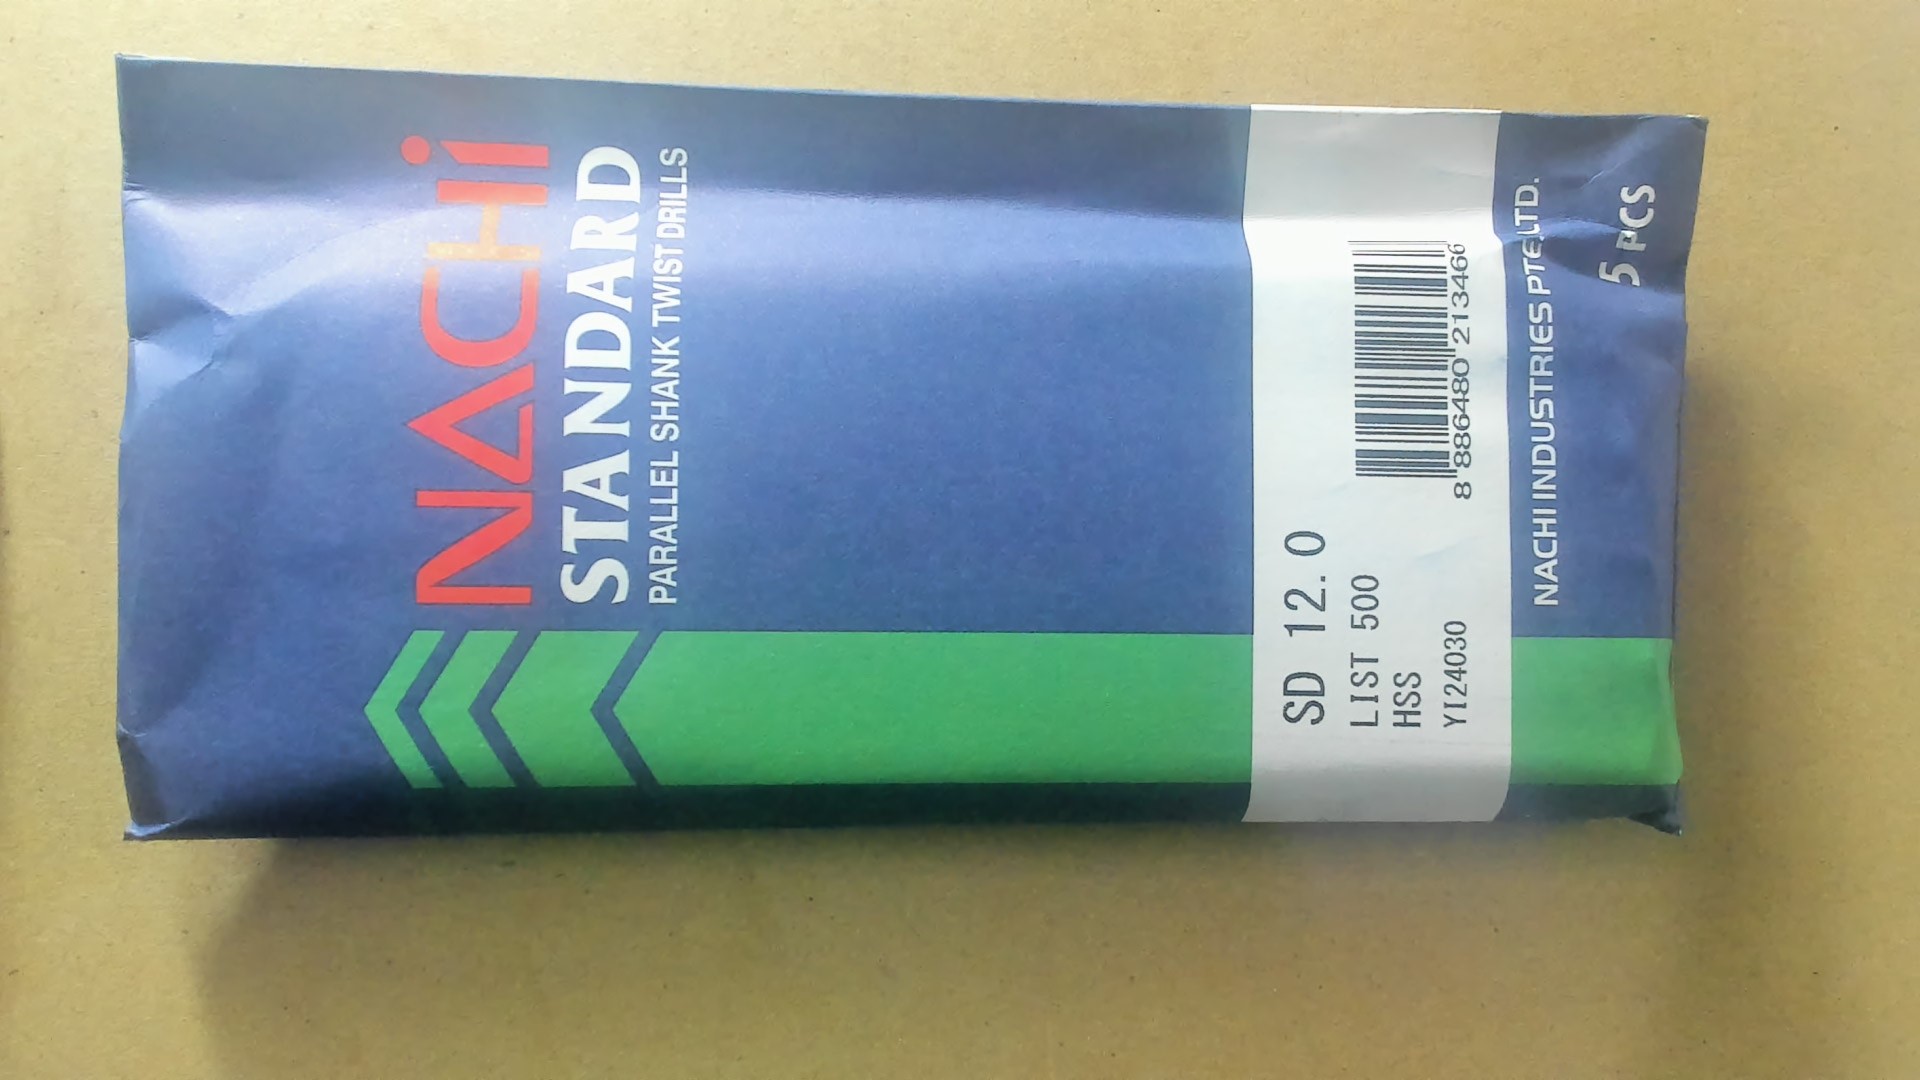 NACHi
STANDARD
PARALLEL SHANK TWIST DRILLS
SD 12.0
LIST 500
HSS
YI24030
8 886480 213466
NACHI INDUSTRIES PTE LTD.
5 PCS